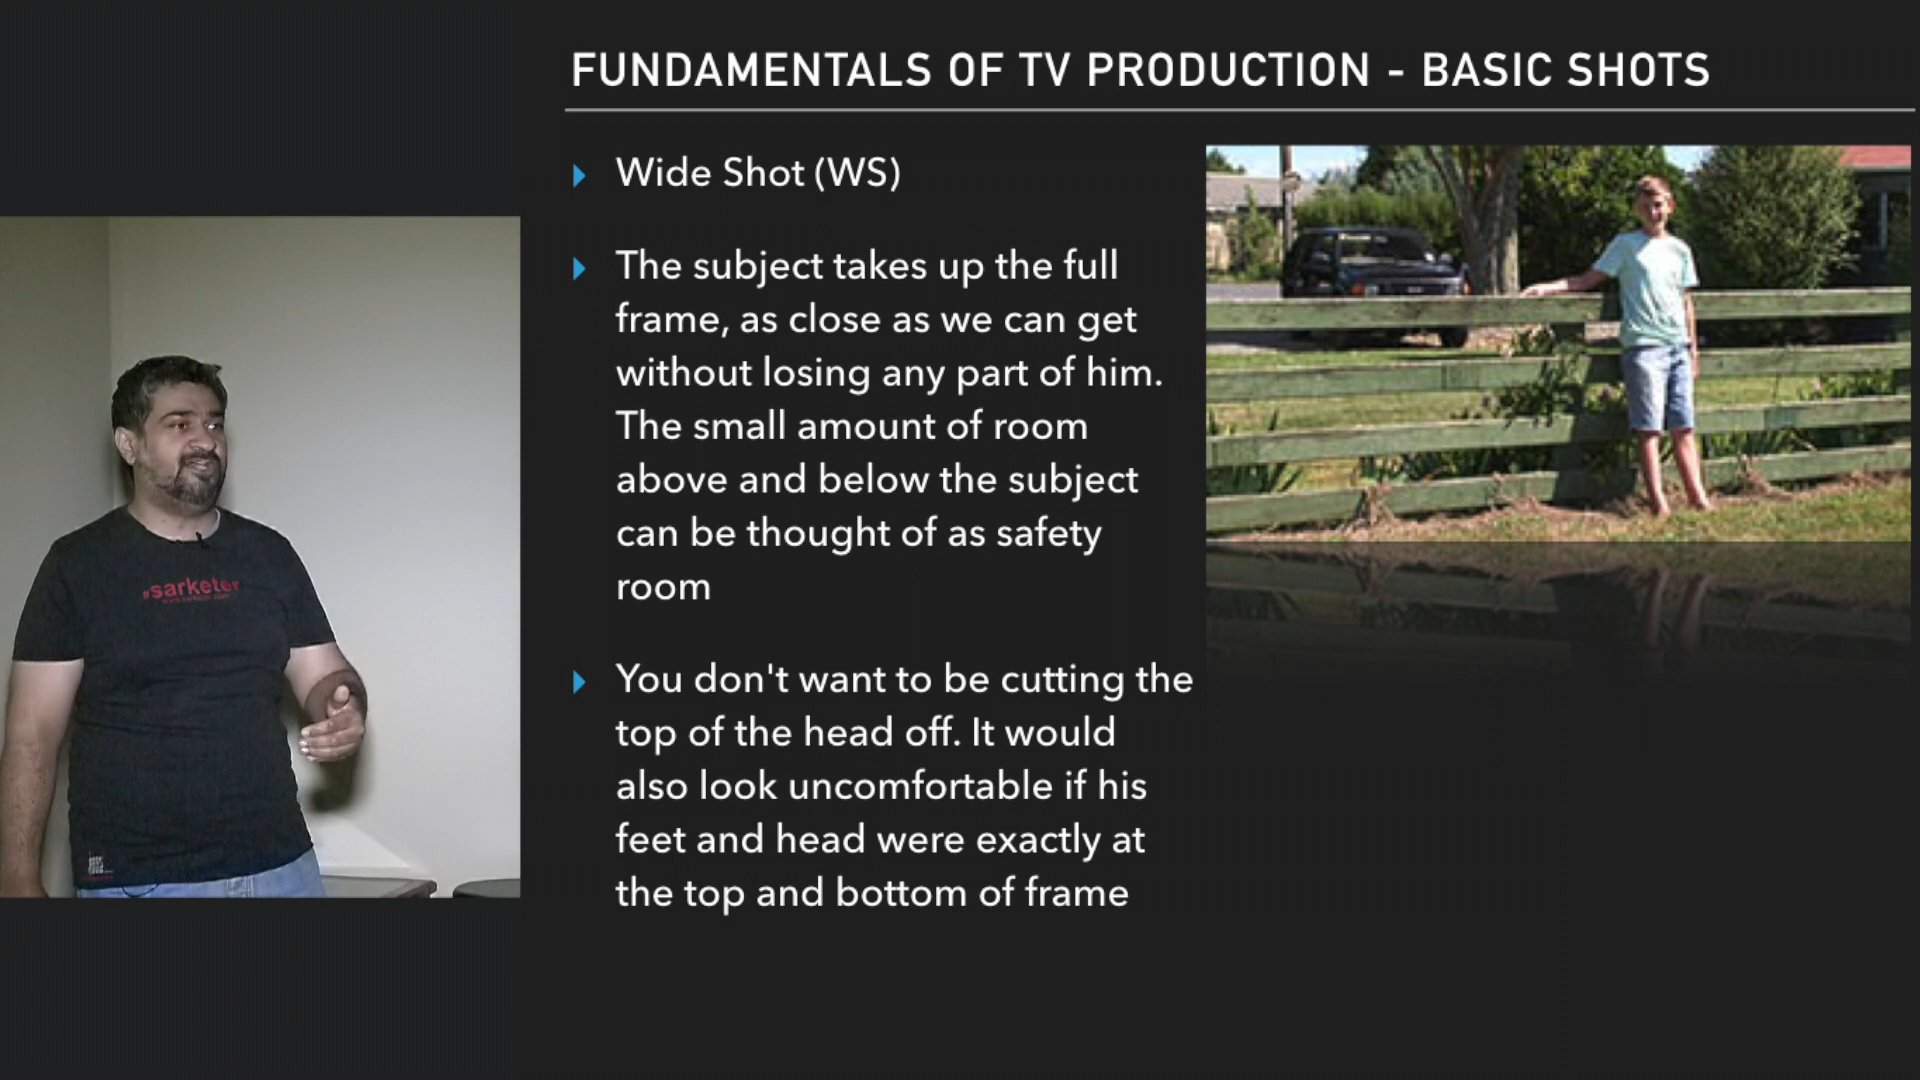 FUNDAMENTALS OF TV PRODUCTION - BASIC SHOTS
Wide Shot (WS)
The subject takes up the full
frame, as close as we can get
without losing any part of him.
The small amount of room
above and below the subject
can be thought of as safety
room
You don't want to be cutting the
top of the head off. It would
also look uncomfortable if his
feet and head were exactly at
the top and bottom of frame
#sarketer